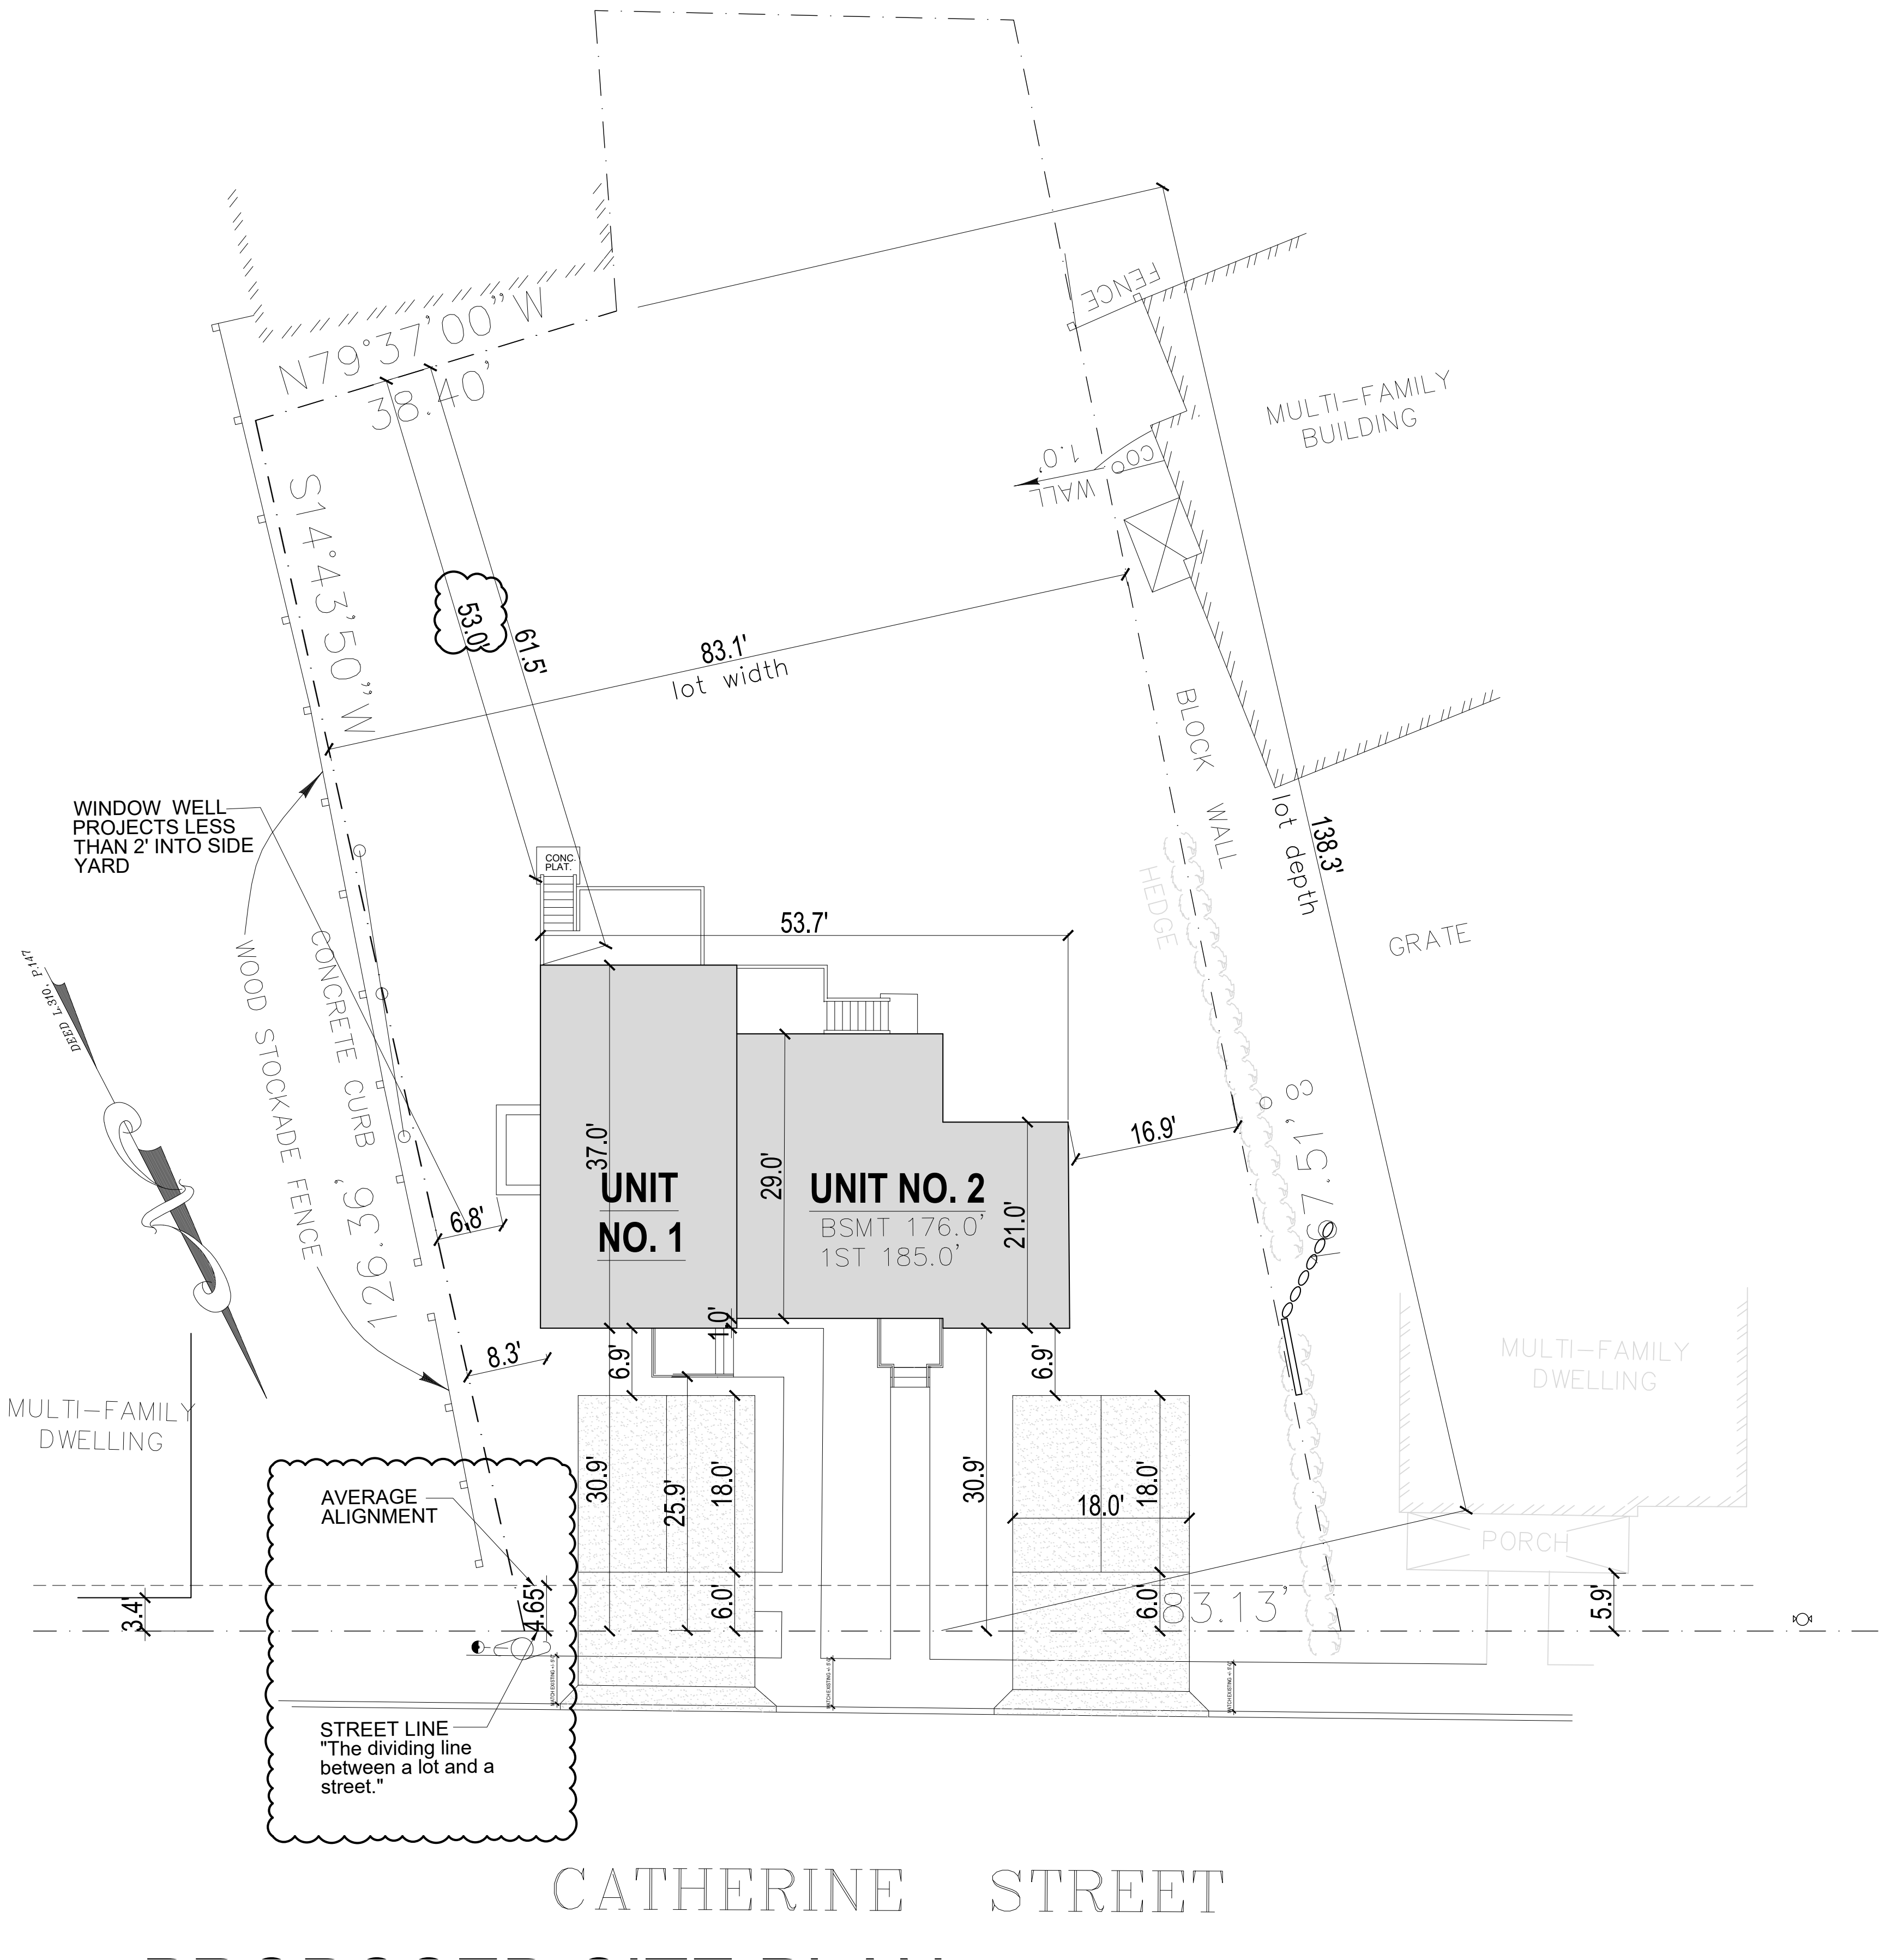 N79°37'00" W
38.40'
FENCE
MULTI-FAMILY
BUILDING
1.0'
WALL
S14°43'50" W
53.0'
61.5'
83.1'
lot width
BLOCK WALL
HEDGE
lot depth
138.3'
GRATE
WINDOW WELL
PROJECTS LESS
THAN 2' INTO SIDE
YARD
CONC.
PLAT.
53.7'
DEED L.310, P.147
WOOD STOCKADE FENCE
CONCRETE CURB
126.36'
37.0'
UNIT
NO. 1
29.0'
UNIT NO. 2
BSMT 176.0'
1ST 185.0'
21.0'
16.9'
6.8'
8.3'
1.0'
6.9'
6.9'
MULTI-FAMILY
DWELLING
MULTI-FAMILY
DWELLING
PORCH
AVERAGE
ALIGNMENT
30.9'
25.9'
18.0'
30.9'
18.0'
18.0'
3.4'
4.65'
6.0'
6.0'
83.13'
5.9'
STREET LINE
"The dividing line
between a lot and a
street."
CATHERINE STREET